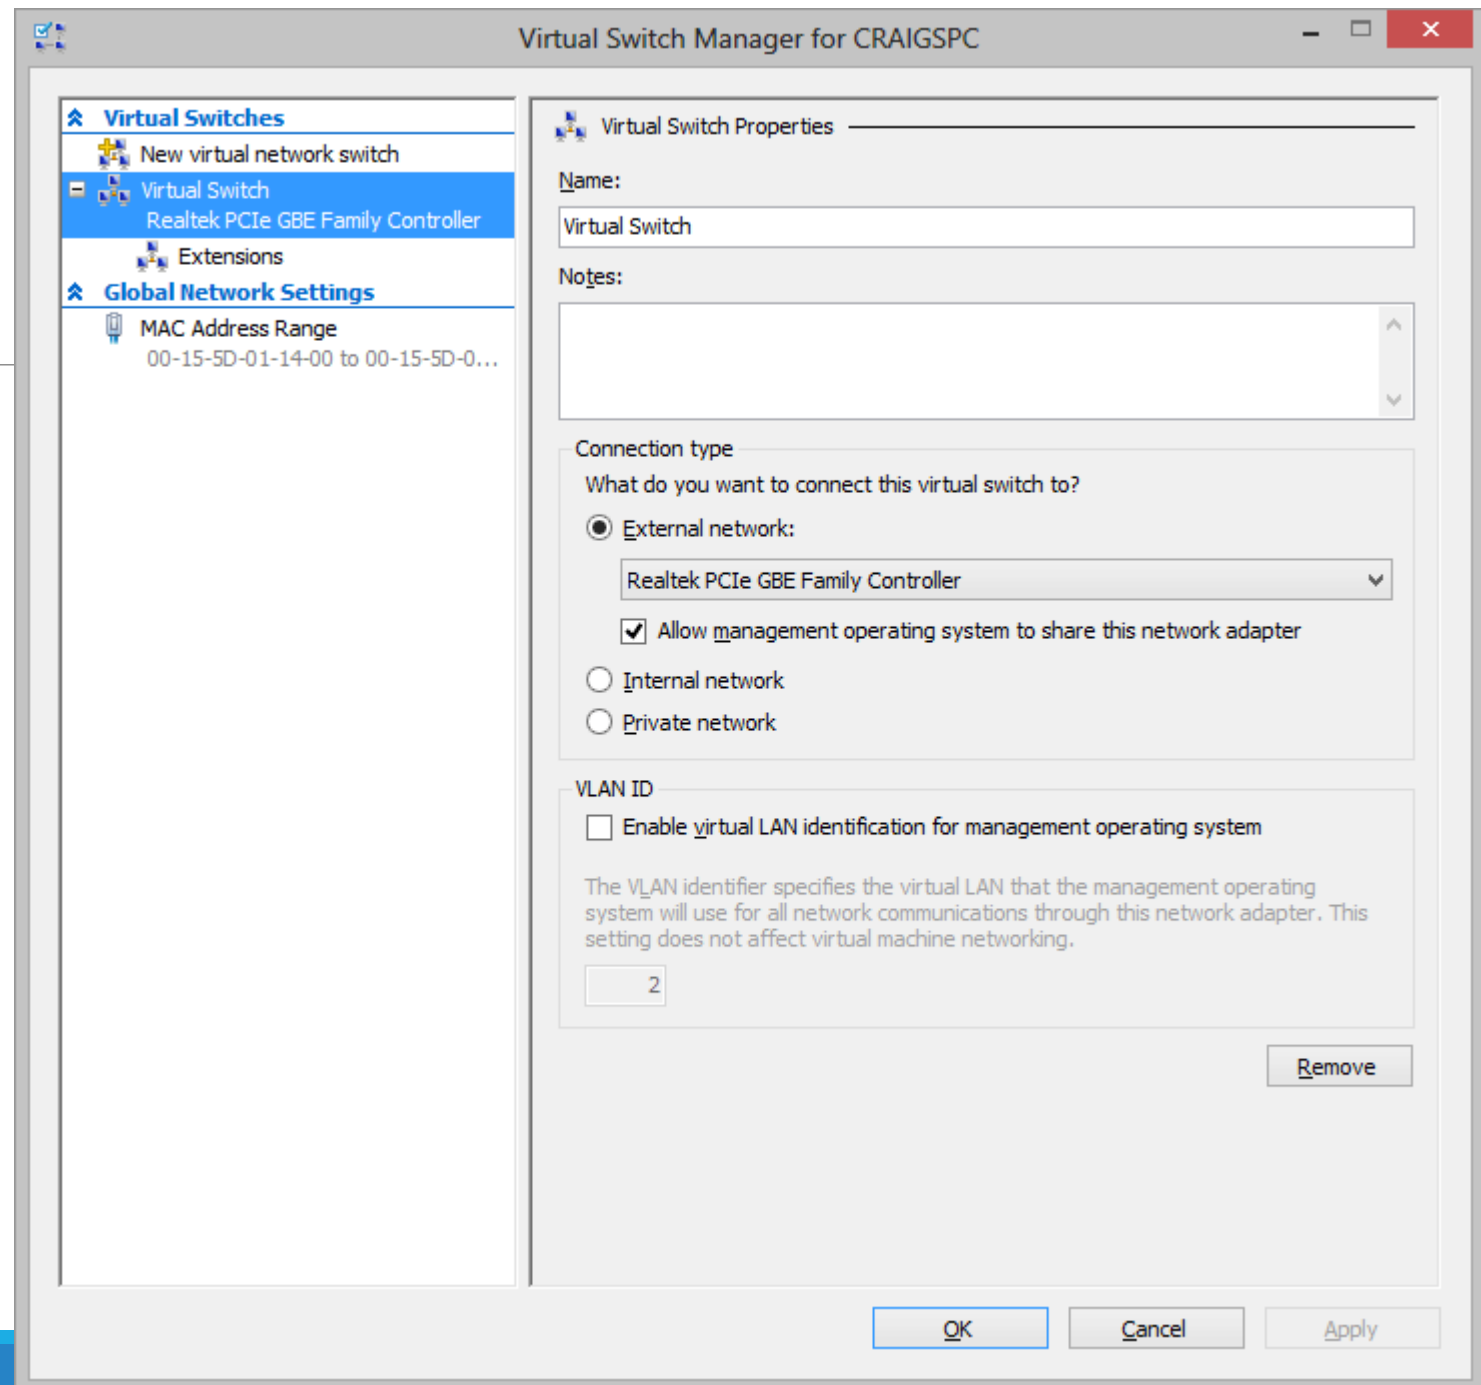 Virtual Switch Manager for CRAIGSPC
Virtual Switches
New virtual network switch
Virtual Switch
Realtek PCIe GBE Family Controller
Extensions
Global Network Settings
MAC Address Range
00-15-5D-01-14-00 to 00-15-5D-0...
Virtual Switch Properties
Name:
Virtual Switch
Notes:
Connection type
What do you want to connect this virtual switch to?
External network:
Realtek PCIe GBE Family Controller
Allow management operating system to share this network adapter
Internal network
Private network
VLAN ID
Enable virtual LAN identification for management operating system
The VLAN identifier specifies the virtual LAN that the management operating
system will use for all network communications through this network adapter. This
setting does not affect virtual machine networking.
2
Remove
OK
Cancel
Apply